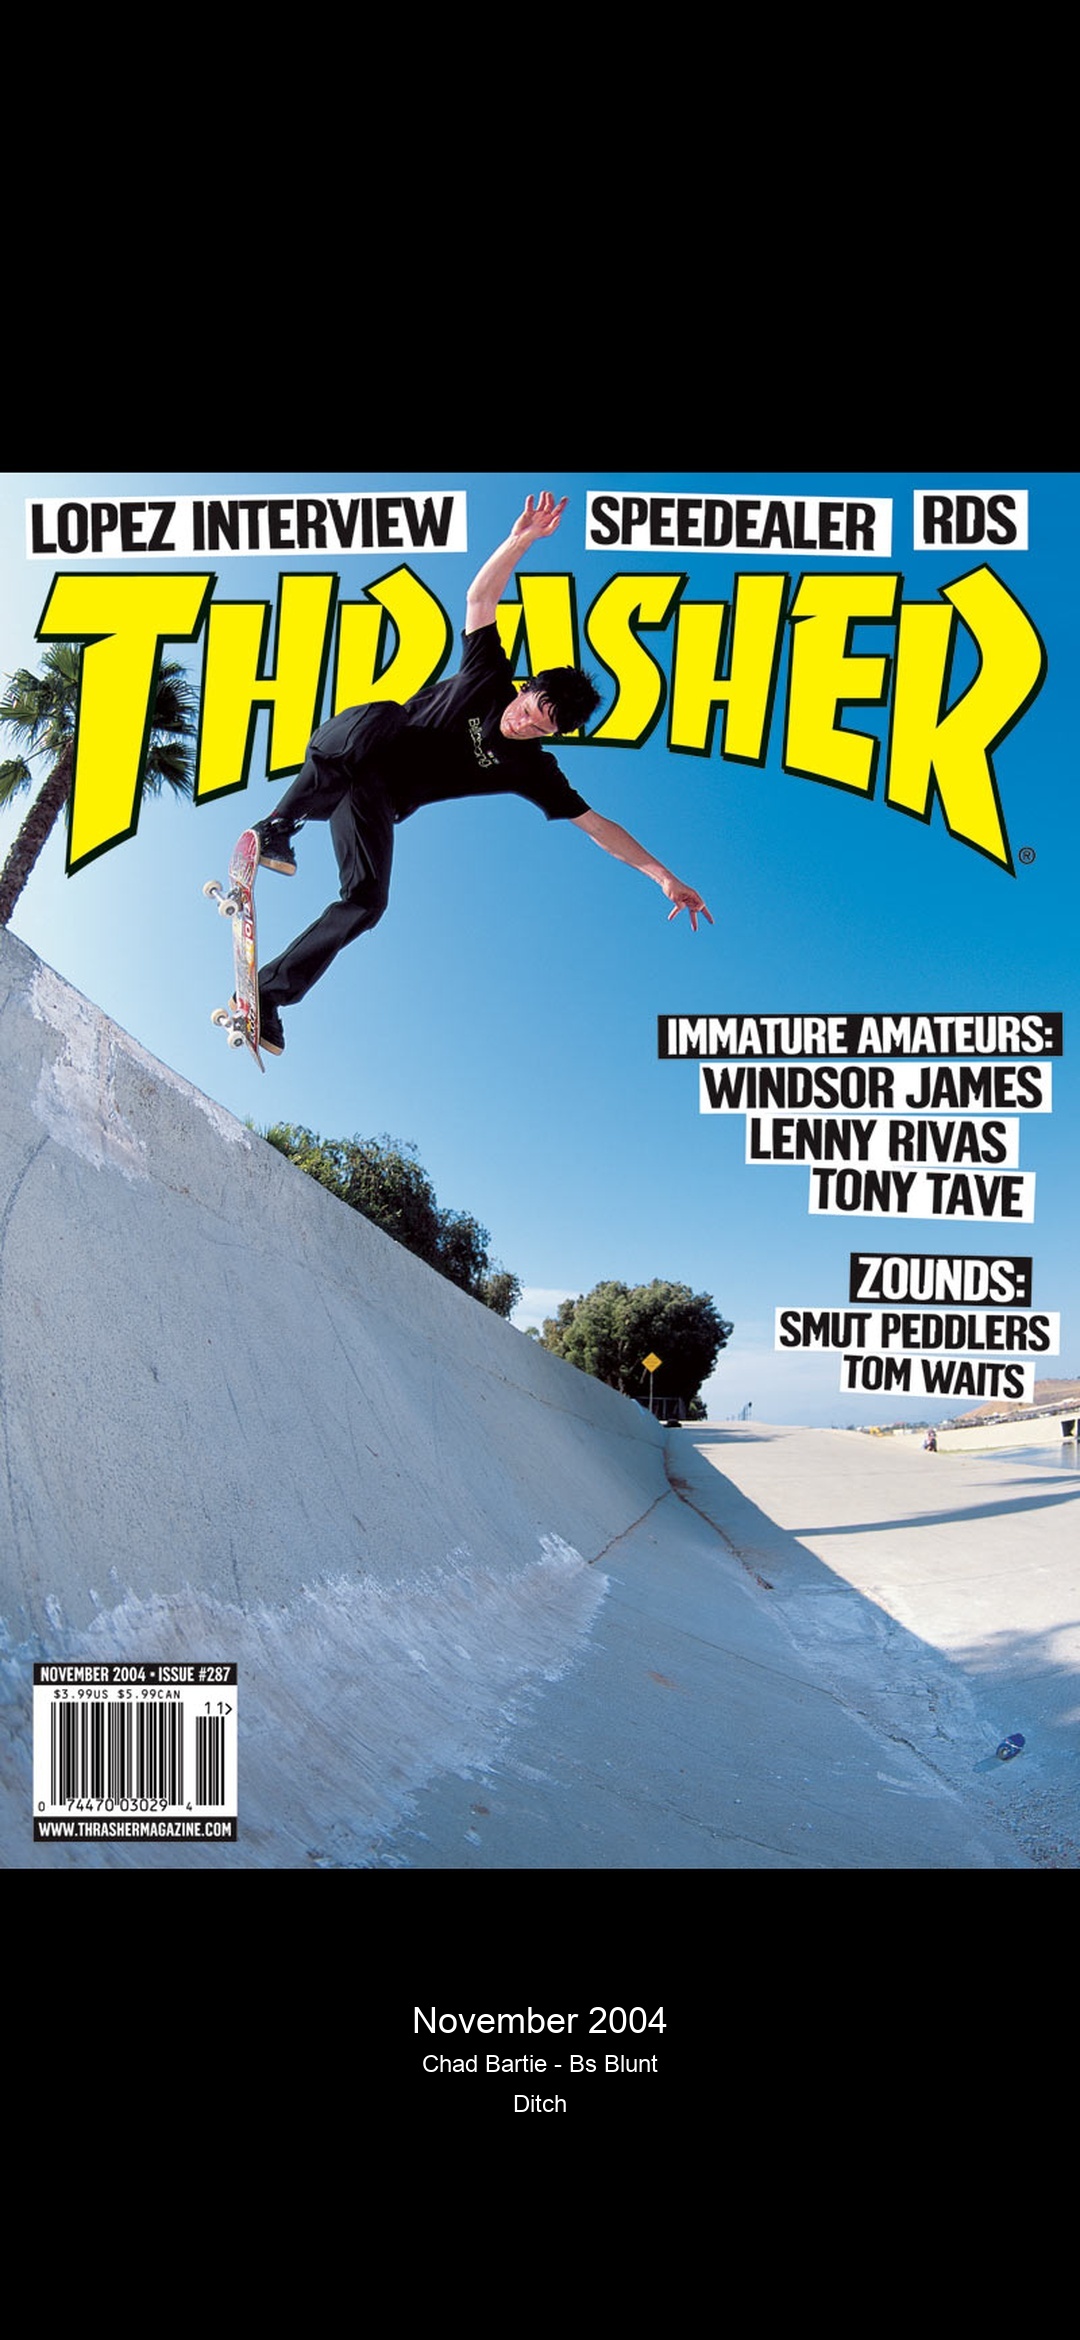 LOPEZ INTERVIEW
SPEEDEALER
RDS
THRASHER
®
IMMATURE AMATEURS:
WINDSOR JAMES
LENNY RIVAS
TONY TAVE
ZOUNDS:
SMUT PEDDLERS
TOM WAITS
NOVEMBER 2004 • ISSUE #287
$3.99US $5.99CAN
11>
0 74470 03029 4
WWW.THRASHERMAGAZINE.COM
November 2004
Chad Bartie - Bs Blunt
Ditch